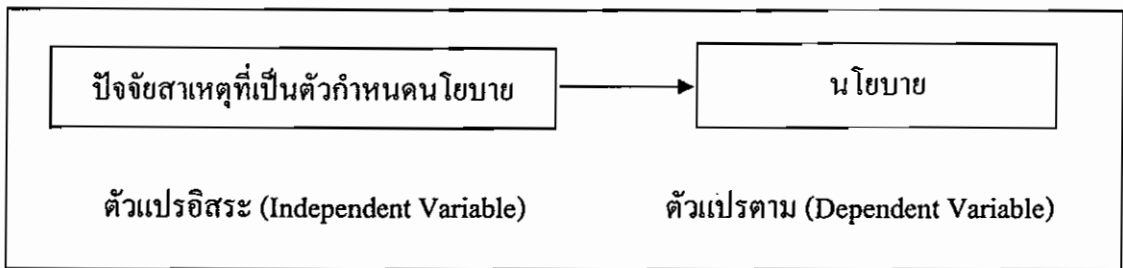 ปัจจัยสาเหตุที่เป็นตัวกำหนดนโยบาย นโยบาย
ตัวแปรอิสระ (Independent Variable) ตัวแปรตาม (Dependent Variable)